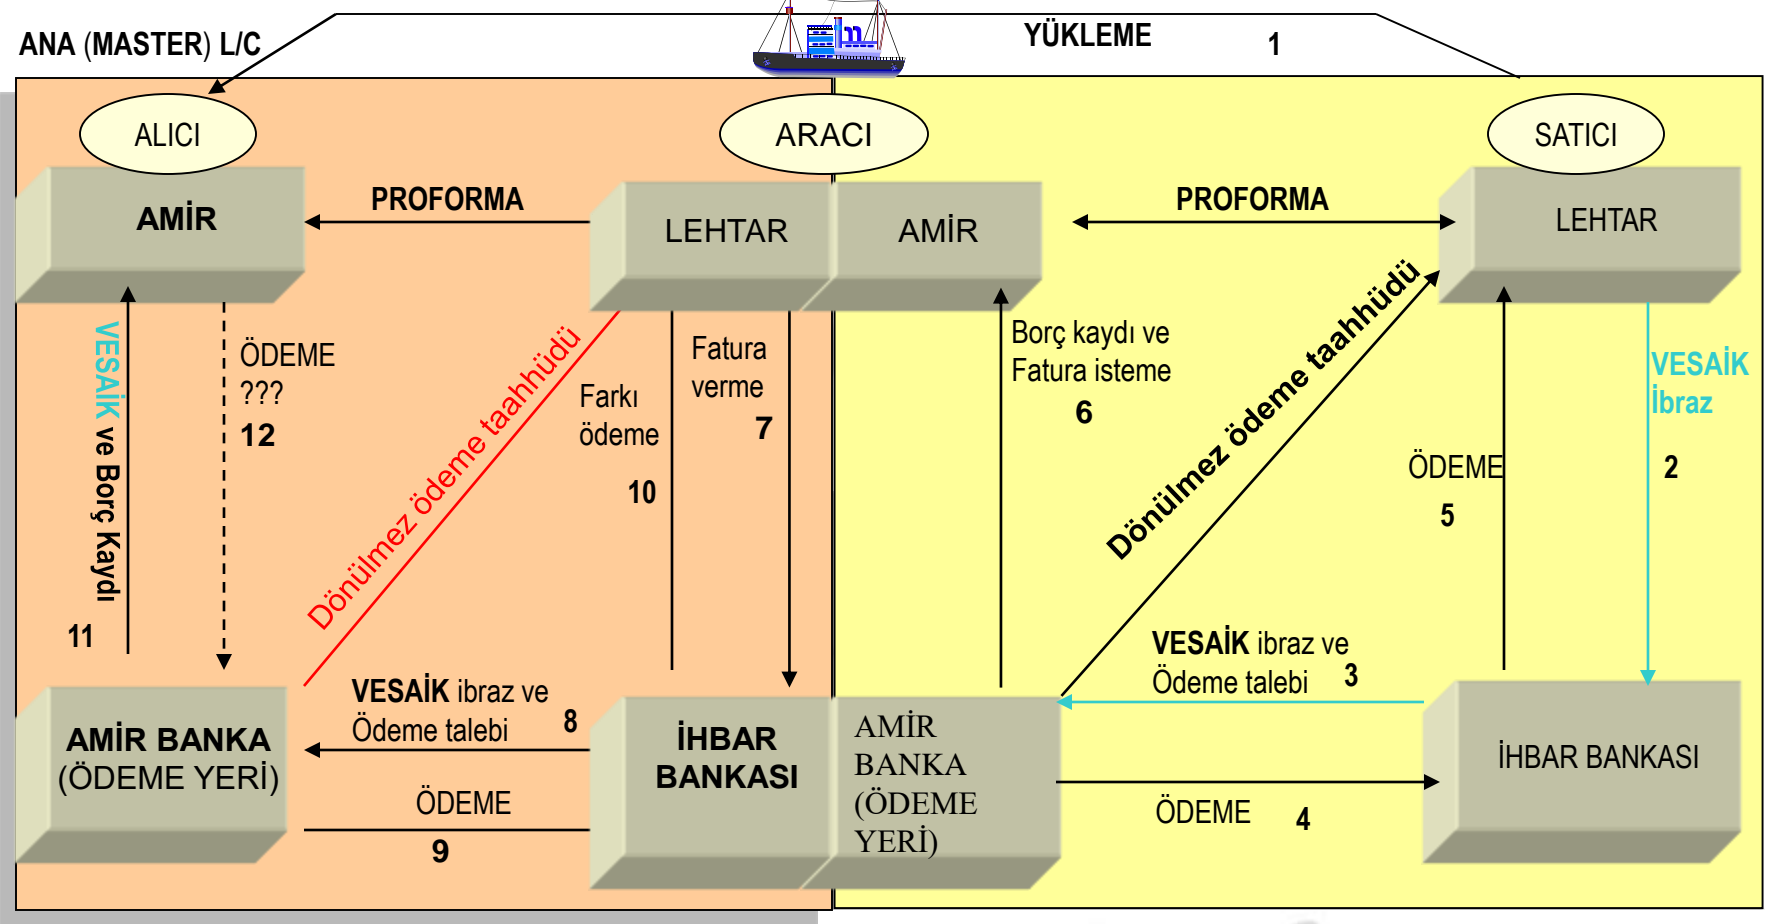 ANA (MASTER) L/C
YÜKLEME
1
ALICI
ARACI
SATICI
AMİR
PROFORMA
LEHTAR
AMİR
PROFORMA
LEHTAR
VESAİK ve Borç Kaydı
11
ÖDEME
???
12
Dönülmez ödeme taahhüdü
Farkı
ödeme
10
Fatura
verme
7
Borç kaydı ve
Fatura isteme
6
Dönülmez ödeme taahhüdü
ÖDEME
5
VESAİK
İbraz
2
VESAİK ibraz ve
Ödeme talebi
3
VESAİK ibraz ve
Ödeme talebi
8
AMİR BANKA
(ÖDEME YERİ)
ÖDEME
9
İHBAR
BANKASI
AMİR
BANKA
(ÖDEME
YERİ)
ÖDEME
4
İHBAR BANKASI